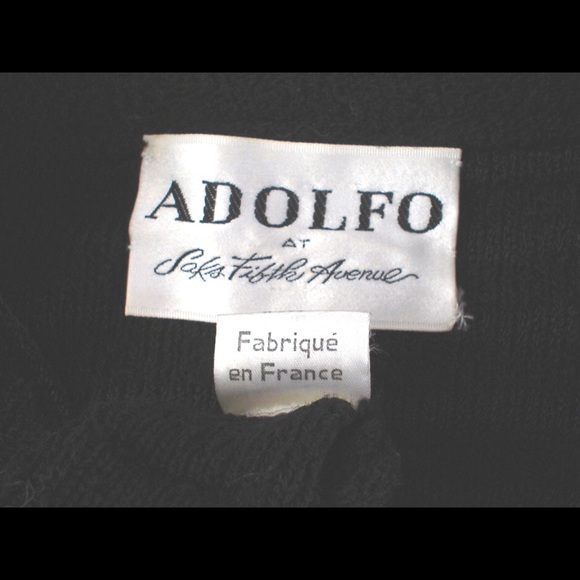 ADOLFO
AT
Saks Fifth Avenue
Fabriqué
en France